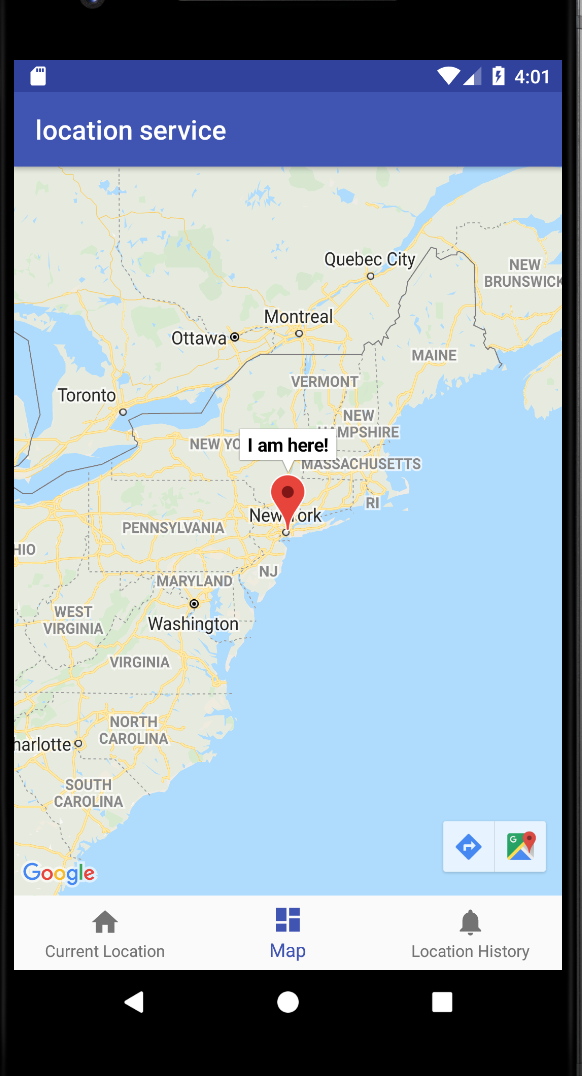 4:01
location service
Quebec City
NEW
BRUNSWICK
Montreal
Ottawa
MAINE
VERMONT
Toronto
NEW
HAMPSHIRE
NEW YO
I am here!
MASSACHUSETTS
RI
New York
PENNSYLVANIA
HIO
NJ
MARYLAND
WEST
VIRGINIA
Washington
VIRGINIA
NORTH
CAROLINA
harlotte
SOUTH
CAROLINA
G
Google
Current Location
Map
Location History